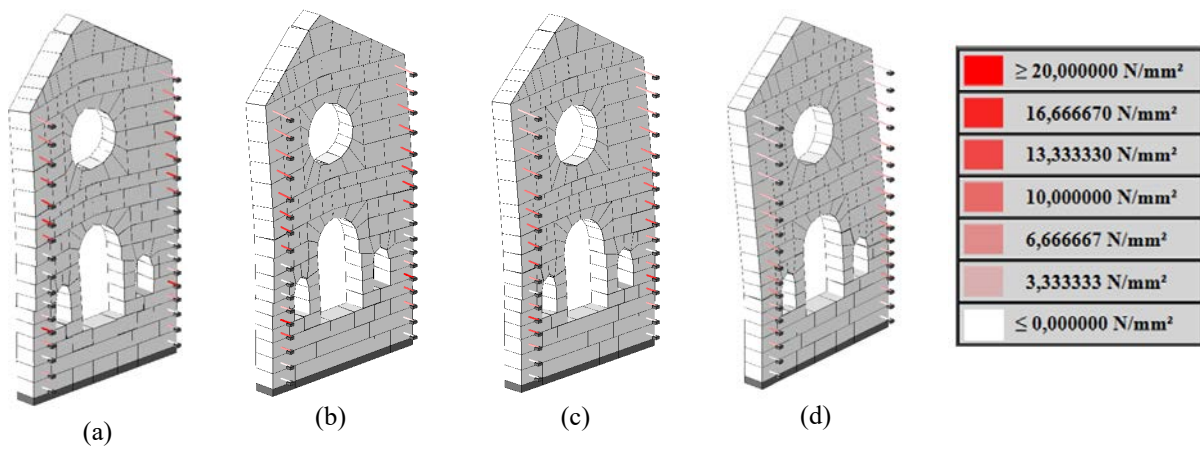 ≥ 20,000000 N/mm²
16,666670 N/mm²
13,333330 N/mm²
10,000000 N/mm²
6,666667 N/mm²
3,333333 N/mm²
≤ 0,000000 N/mm²
(a)
(b)
(c)
(d)